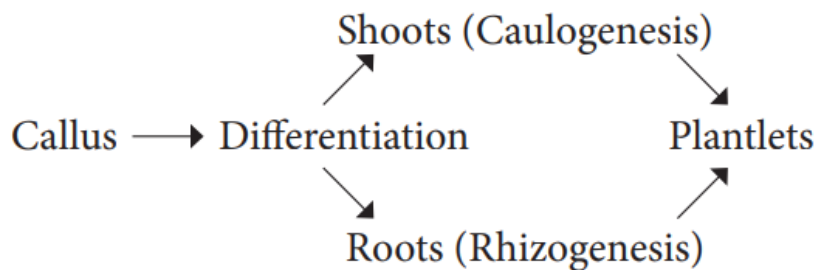 Shoots (Caulogenesis)
Callus Differentiation Plantlets
Roots (Rhizogenesis)